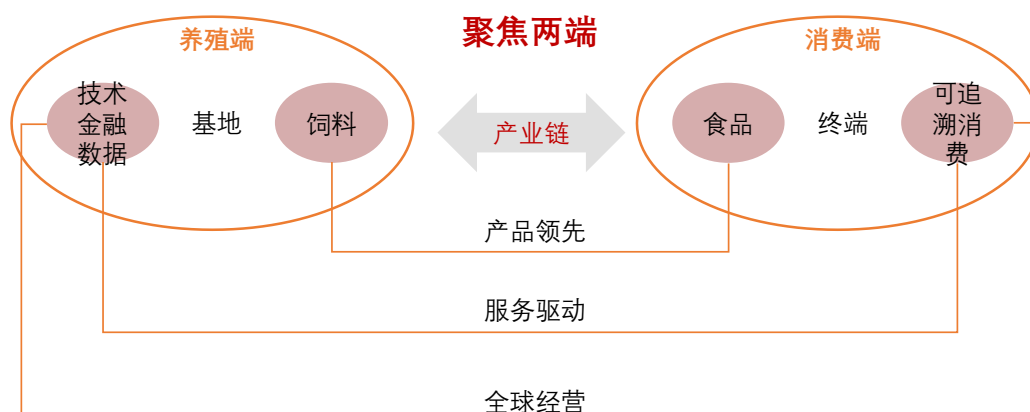 聚焦两端
养殖端
消费端
技术
金融
数据
基地
饲料
产业链
食品
终端
可追
溯消
费
产品领先
服务驱动
全球经营